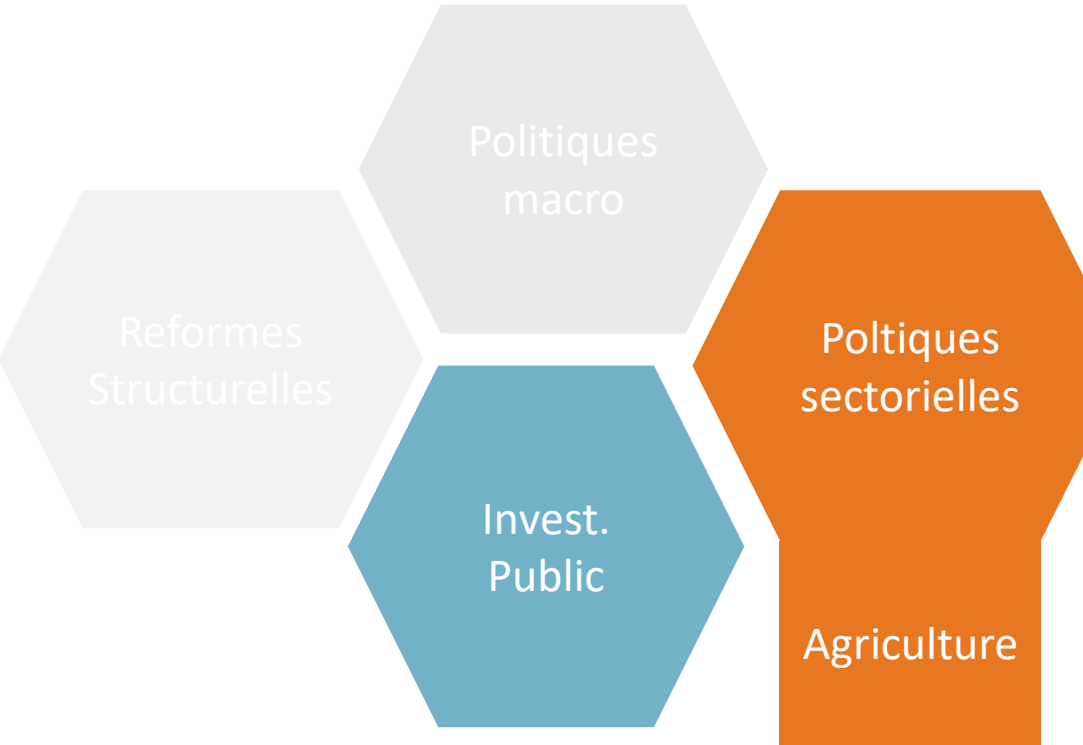 Politiques
macro
Reformes
Structurelles
Poltiques
sectorielles
Invest.
Public
Agriculture